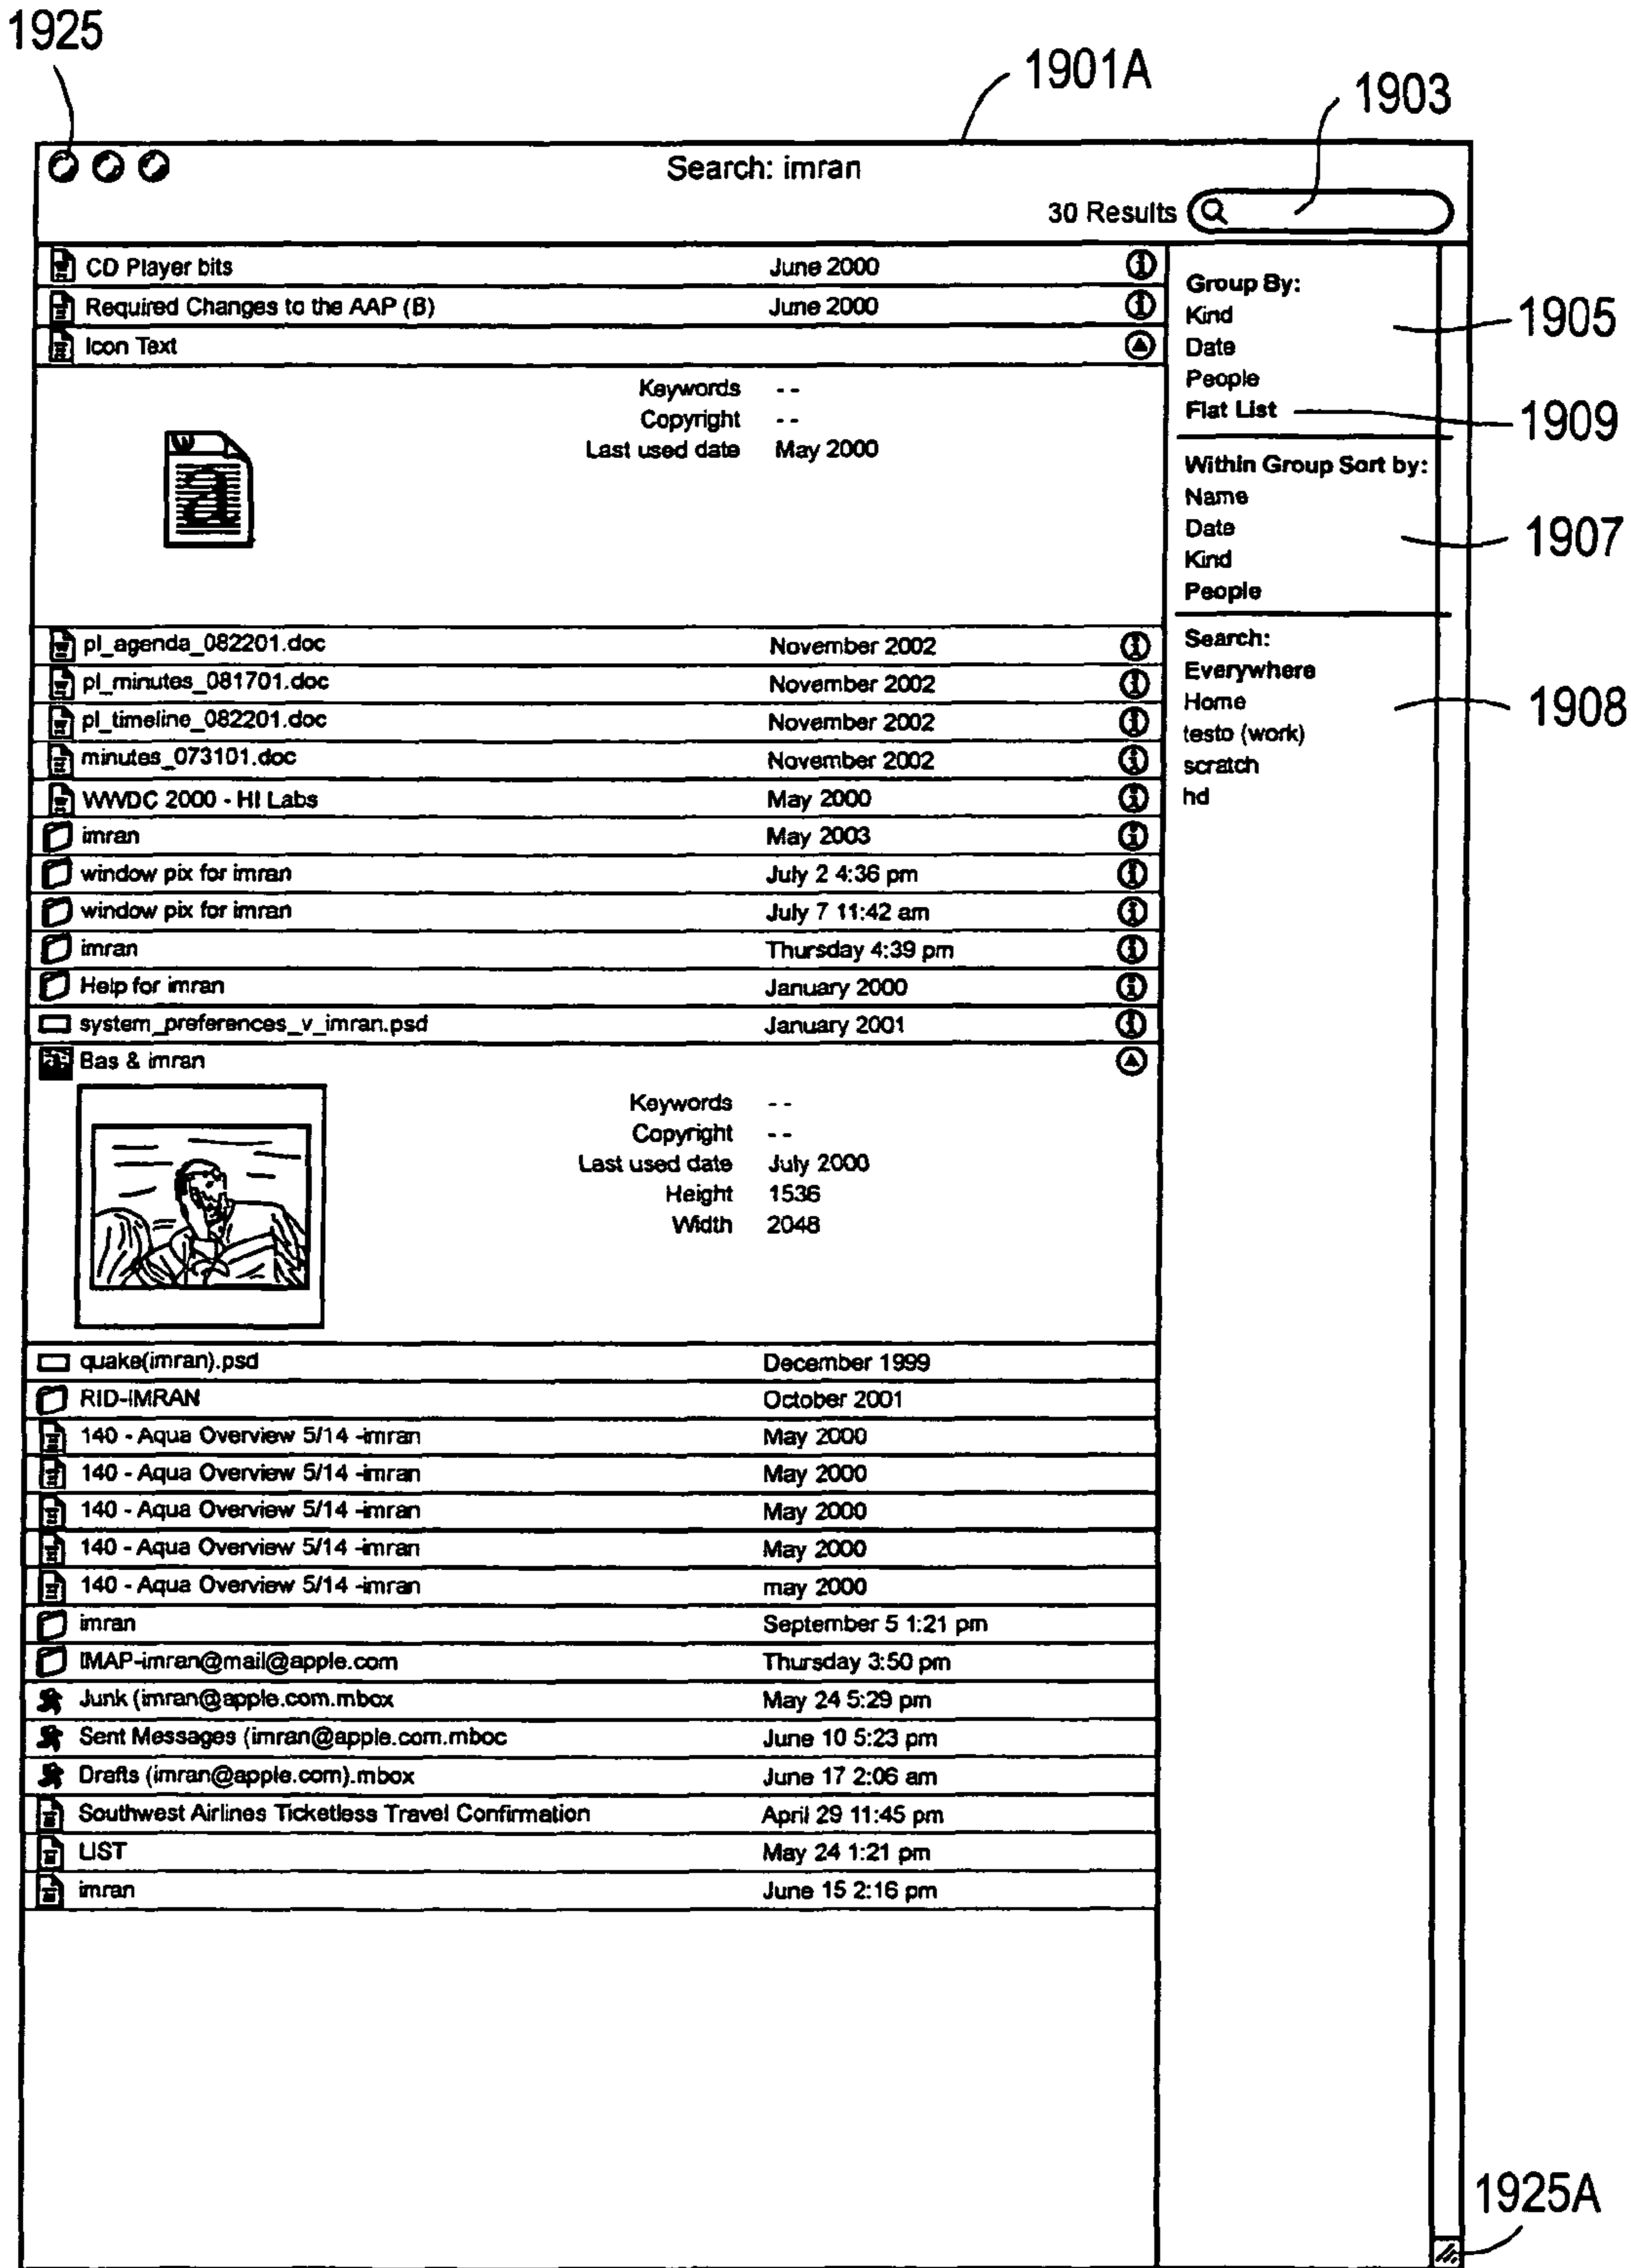 1925
1901A
1903
Search: imran
30 Results
CD Player bits June 2000
Required Changes to the AAP (B) June 2000
Icon Text
Keywords - -
Copyright - -
Last used date May 2000
pl_agenda_082201.doc November 2002
pl_minutes_081701.doc November 2002
pl_timeline_082201.doc November 2002
minutes_073101.doc November 2002
WWDC 2000 - HI Labs May 2000
imran May 2003
window pix for imran July 2 4:36 pm
window pix for imran July 7 11:42 am
imran Thursday 4:39 pm
Help for imran January 2000
system_preferences_v_imran.psd January 2001
Bas & imran
Keywords - -
Copyright - -
Last used date July 2000
Height 1536
Width 2048
quake(imran).psd December 1999
RID-IMRAN October 2001
140 - Aqua Overview 5/14 -imran May 2000
140 - Aqua Overview 5/14 -imran May 2000
140 - Aqua Overview 5/14 -imran May 2000
140 - Aqua Overview 5/14 -imran May 2000
140 - Aqua Overview 5/14 -imran may 2000
imran September 5 1:21 pm
IMAP-imran@mail@apple.com Thursday 3:50 pm
Junk (imran@apple.com.mbox May 24 5:29 pm
Sent Messages (imran@apple.com.mboc June 10 5:23 pm
Drafts (imran@apple.com).mbox June 17 2:06 am
Southwest Airlines Ticketless Travel Confirmation April 29 11:45 pm
LIST May 24 1:21 pm
imran June 15 2:16 pm
Group By:
Kind
Date
People
Flat List
Within Group Sort by:
Name
Date
Kind
People
Search:
Everywhere
Home
testo (work)
scratch
hd
1905
1909
1907
1908
1925A